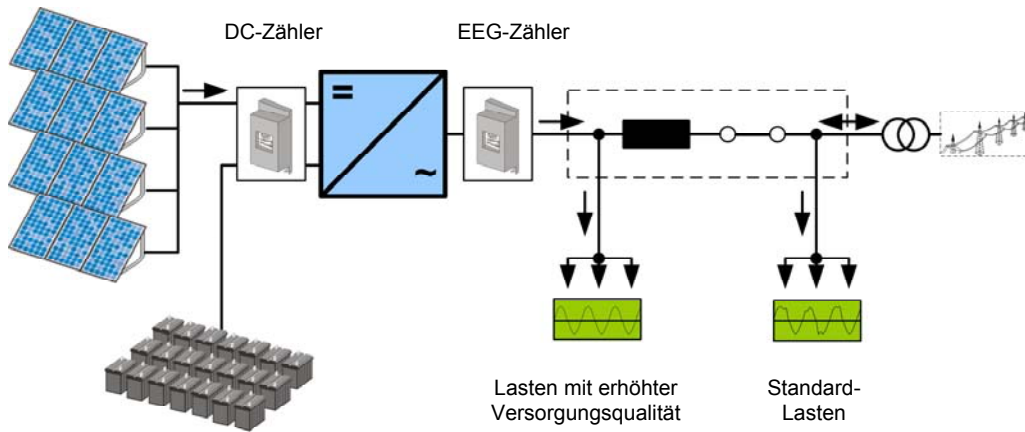 DC-Zähler
EEG-Zähler
=
~
Lasten mit erhöhter
Versorgungsqualität
Standard-
Lasten